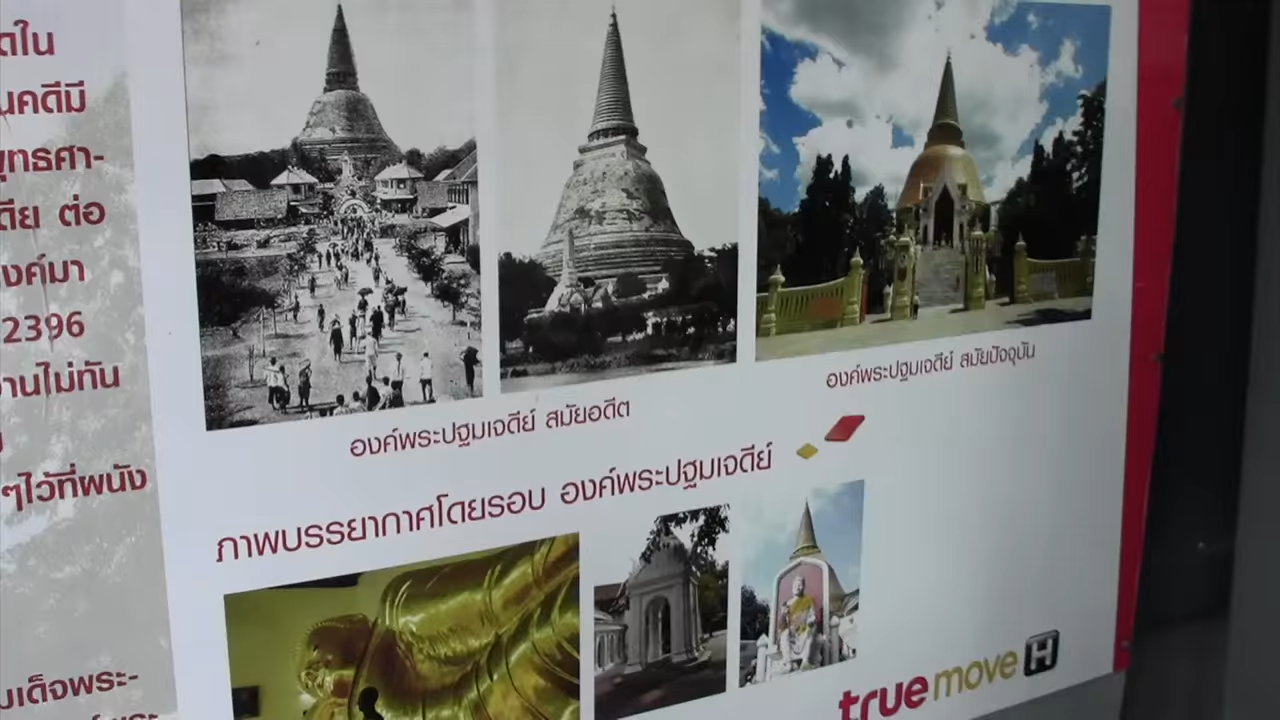 ดใน
นคดีมี
พุทธศา-
ดีย ต่อ
งค์มา
2396
านไม่ทัน
ๆไว้ที่ผนัง
มเด็จพระ-
องค์พระปฐมเจดีย์ สมัยอดีต
องค์พระปฐมเจดีย์ สมัยปัจจุบัน
ภาพบรรยากาศโดยรอบ องค์พระปฐมเจดีย์
truemove H